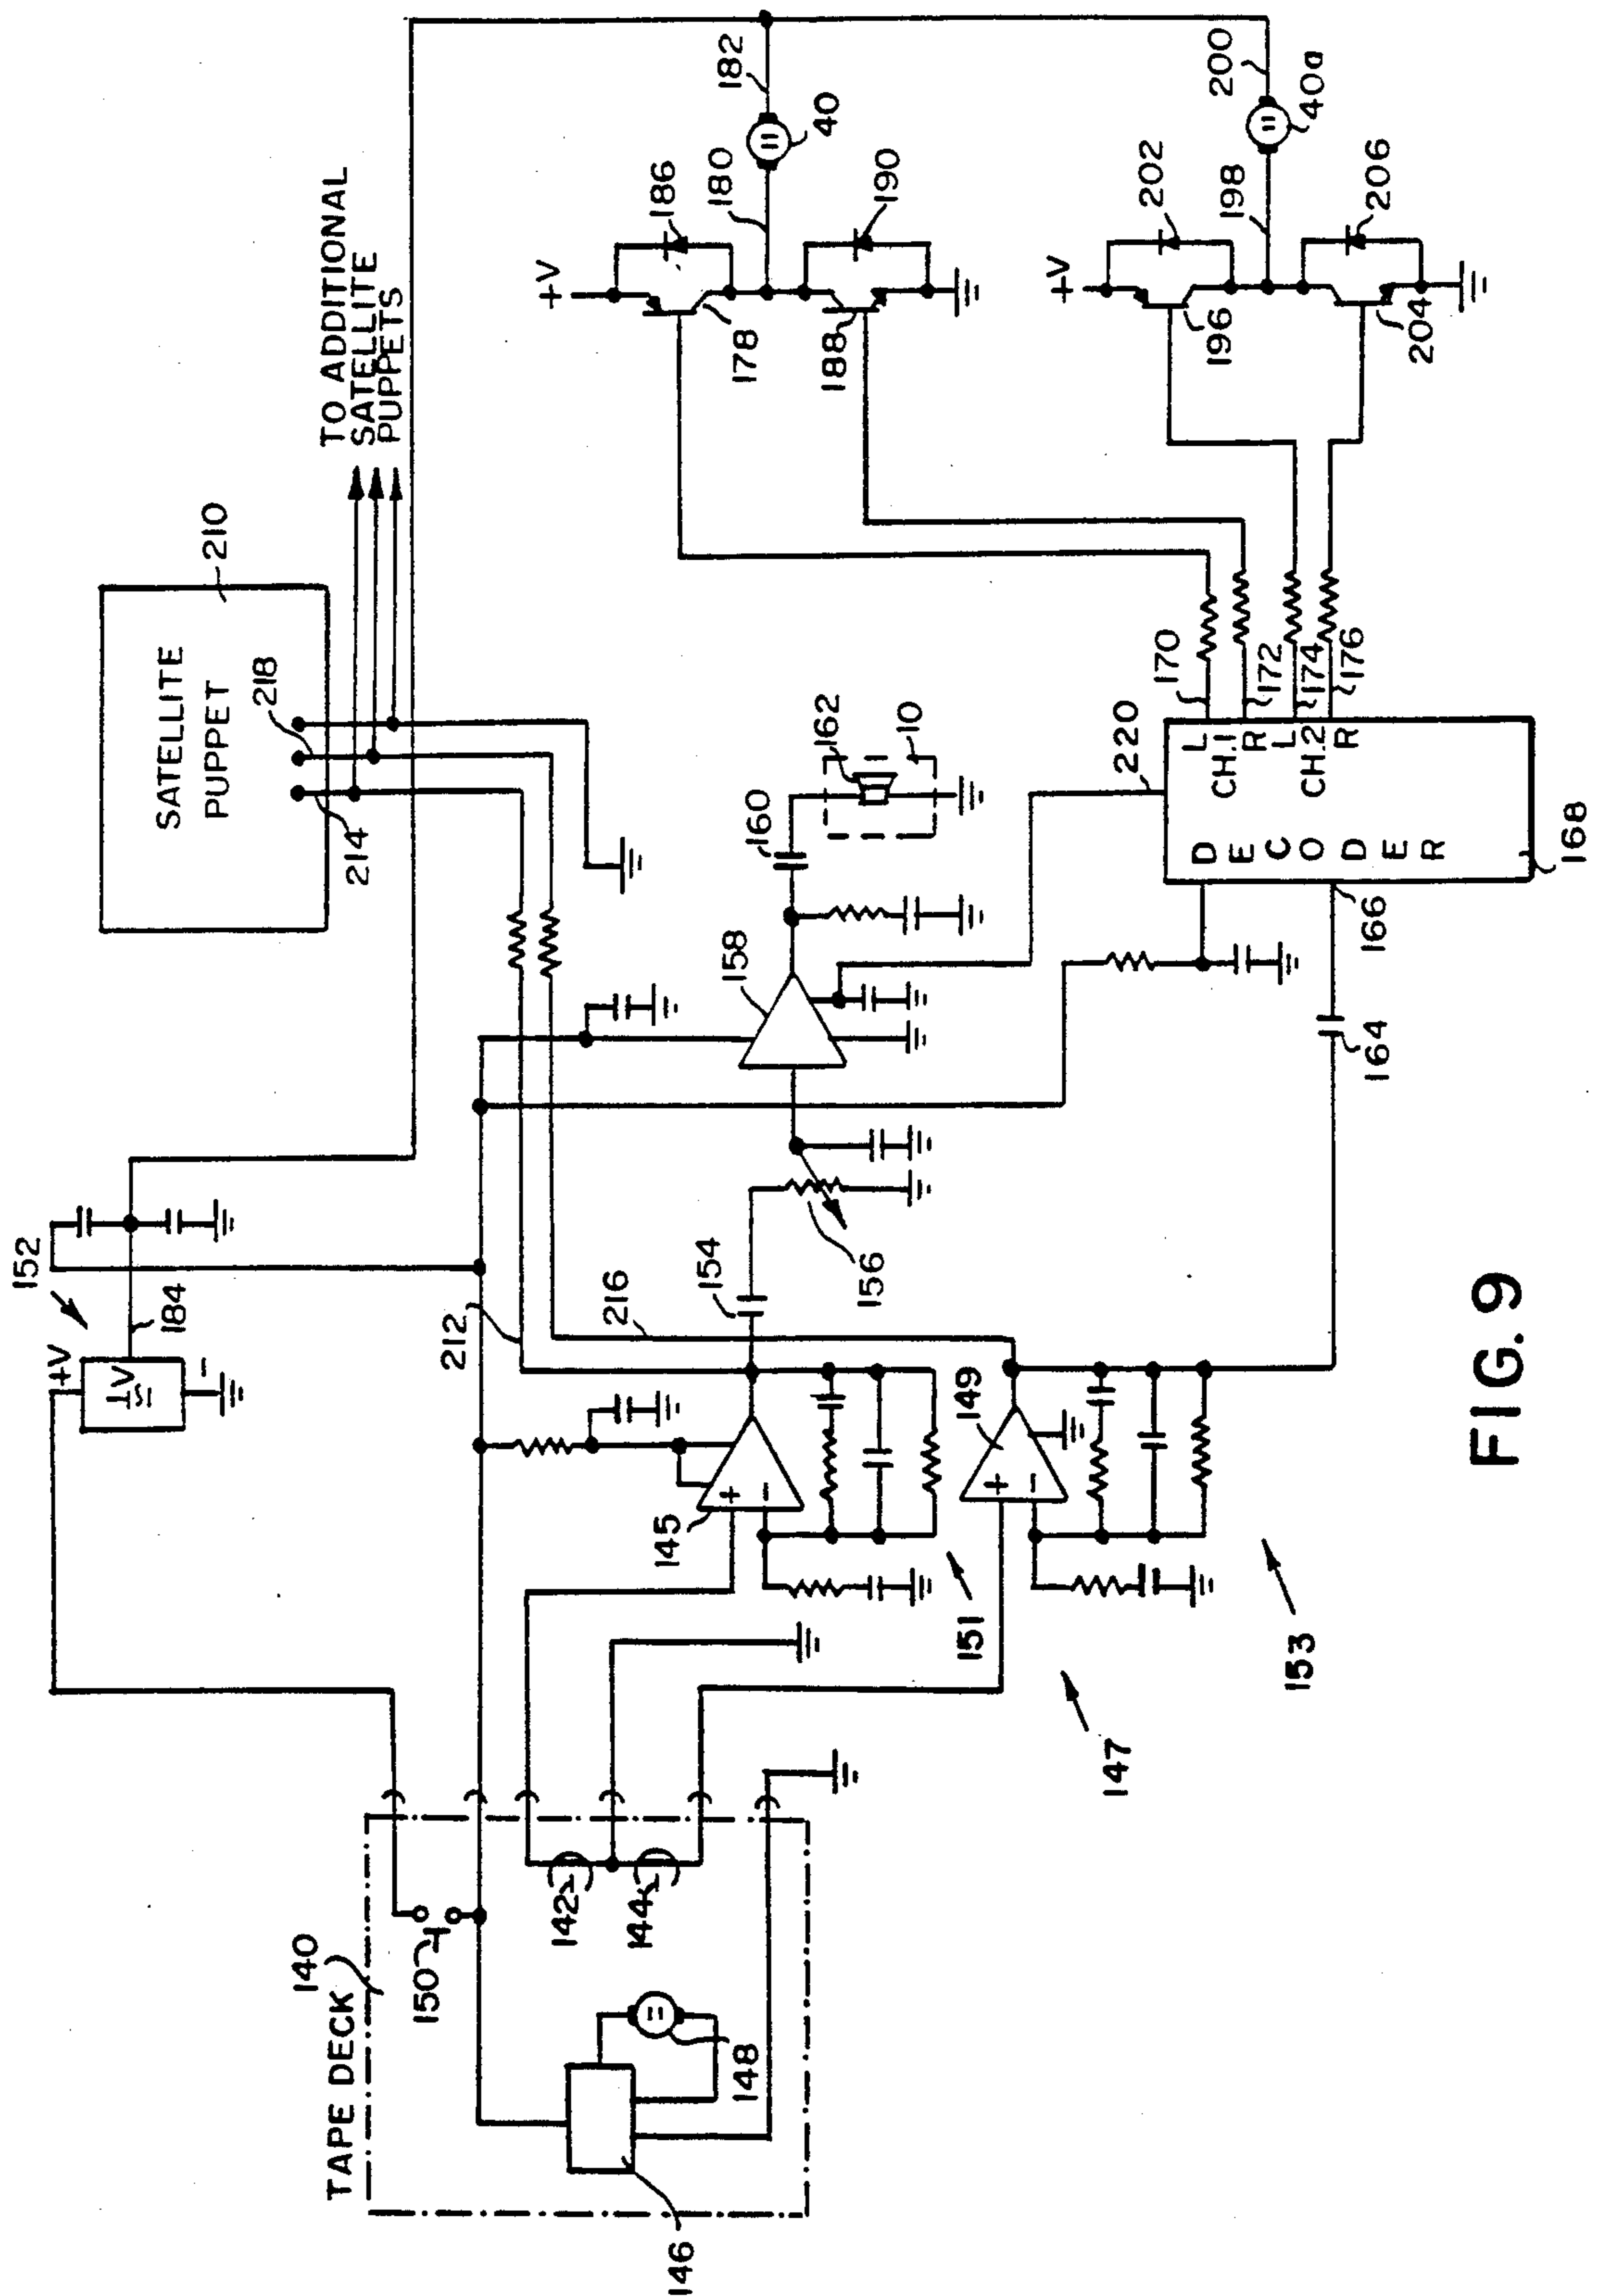 TO ADDITIONAL
SATELLITE
PUPPETS
210
SATELLITE
PUPPET
218
214
152
+V
184
-
212
216
182
40
180
186
190
+V
178
188
200
40a
198
202
206
+V
196
204
TAPE DECK
140
150
142
144
148
146
145
+
-
149
+
-
151
153
147
154
156
158
160
162
10
220
170
172
174
176
L
CH.1
R
L
CH.2
R
DECODER
168
166
164
FIG. 9